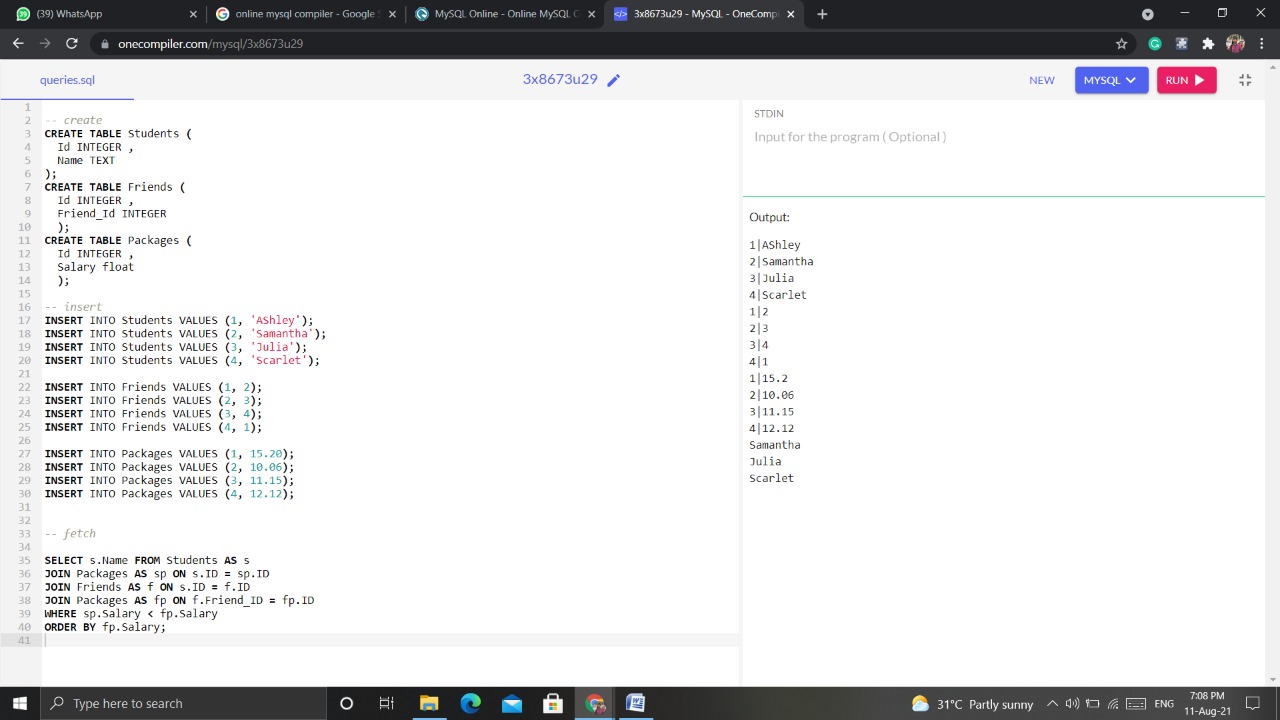 (39) WhatsApp
online mysql compiler - Google S
MySQL Online - Online MySQL C
3x8673u29 - MySQL - OneCompi
onecompiler.com/mysql/3x8673u29
queries.sql
3x8673u29
NEW
MYSQL
RUN
1
2 -- create
3 CREATE TABLE Students (
4 Id INTEGER ,
5 Name TEXT
6 );
7 CREATE TABLE Friends (
8 Id INTEGER ,
9 Friend_Id INTEGER
10 );
11 CREATE TABLE Packages (
12 Id INTEGER ,
13 Salary float
14 );
15
16 -- insert
17 INSERT INTO Students VALUES (1, 'AShley');
18 INSERT INTO Students VALUES (2, 'Samantha');
19 INSERT INTO Students VALUES (3, 'Julia');
20 INSERT INTO Students VALUES (4, 'Scarlet');
21
22 INSERT INTO Friends VALUES (1, 2);
23 INSERT INTO Friends VALUES (2, 3);
24 INSERT INTO Friends VALUES (3, 4);
25 INSERT INTO Friends VALUES (4, 1);
26
27 INSERT INTO Packages VALUES (1, 15.20);
28 INSERT INTO Packages VALUES (2, 10.06);
29 INSERT INTO Packages VALUES (3, 11.15);
30 INSERT INTO Packages VALUES (4, 12.12);
31
32
33 -- fetch
34
35 SELECT s.Name FROM Students AS s
36 JOIN Packages AS sp ON s.ID = sp.ID
37 JOIN Friends AS f ON s.ID = f.ID
38 JOIN Packages AS fp ON f.Friend_ID = fp.ID
39 WHERE sp.Salary < fp.Salary
40 ORDER BY fp.Salary;
41
STDIN
Input for the program ( Optional )
Output:
1|AShley
2|Samantha
3|Julia
4|Scarlet
1|2
2|3
3|4
4|1
1|15.2
2|10.06
3|11.15
4|12.12
Samantha
Julia
Scarlet
Type here to search
31°C Partly sunny
ENG
7:08 PM
11-Aug-21